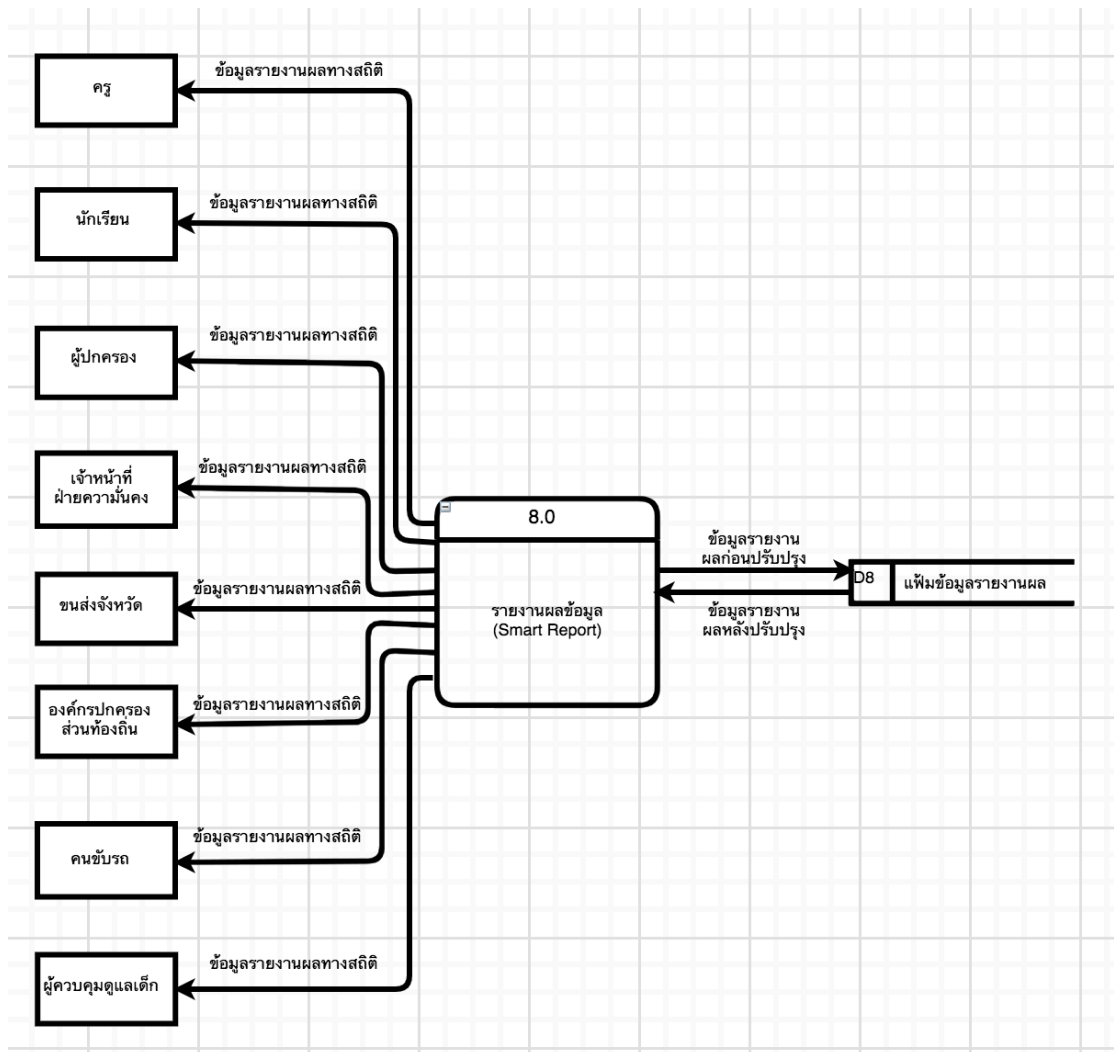 ข้อมูลรายงานผลทางสถิติ
ครู
ข้อมูลรายงานผลทางสถิติ
นักเรียน
ข้อมูลรายงานผลทางสถิติ
ผู้ปกครอง
ข้อมูลรายงานผลทางสถิติ
เจ้าหน้าที่
ฝ่ายความั่นคง
8.0
ข้อมูลรายงาน
ผลก่อนปรับปรุง
D8
แฟ้มข้อมูลรายงานผล
ข้อมูลรายงานผลทางสถิติ
ขนส่งจังหวัด
รายงานผลข้อมูล
(Smart Report)
ข้อมูลรายงาน
ผลหลังปรับปรุง
ข้อมูลรายงานผลทางสถิติ
องค์กรปกครอง
ส่วนท้องถิ่น
ข้อมูลรายงานผลทางสถิติ
คนขับรถ
ข้อมูลรายงานผลทางสถิติ
ผู้ควบคุมดูแลเด็ก